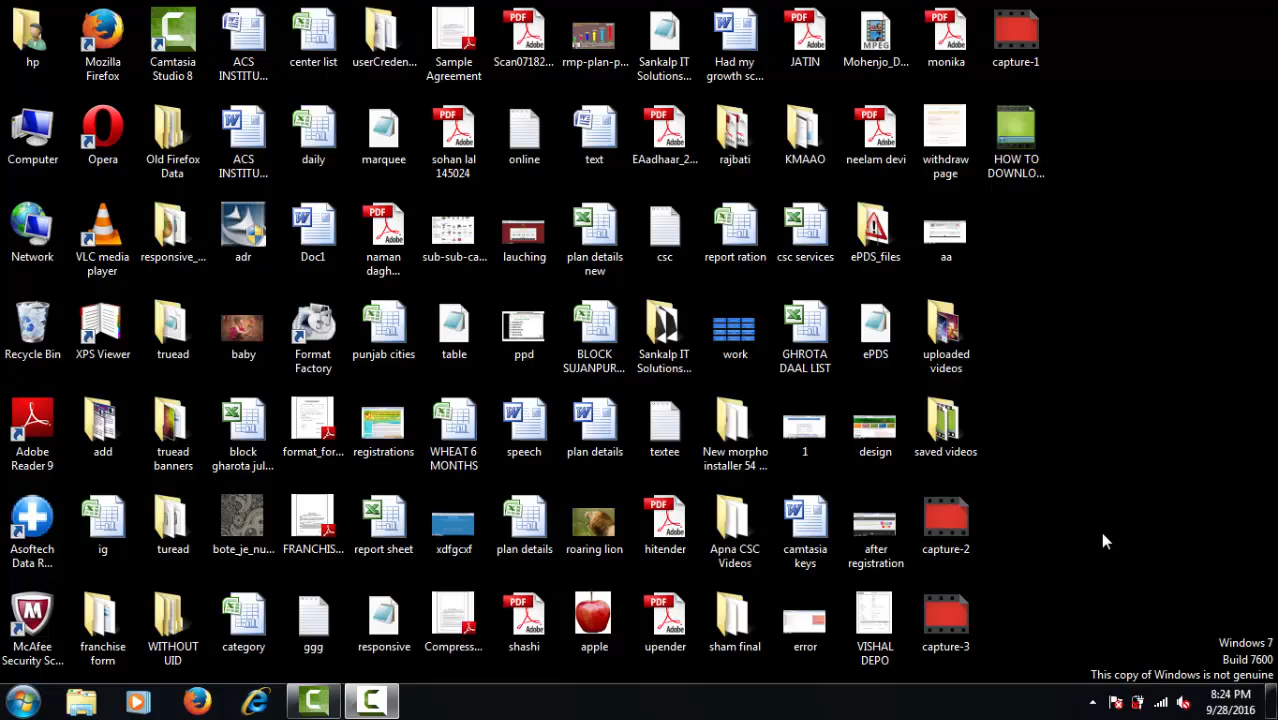 hp
Mozilla
Firefox
Camtasia
Studio 8
ACS
INSTITU...
center list
userCreden...
Sample
Agreement
Scan07182...
rmp-plan-p...
Sankalp IT
Solutions...
Had my
growth sc...
JATIN
Mohenjo_D...
monika
capture-1
Computer
Opera
Old Firefox
Data
ACS
INSTITU...
daily
marquee
sohan lal
145024
online
text
EAadhaar_2...
rajbati
KMAAO
neelam devi
withdraw
page
HOW TO
DOWNLO...
Network
VLC media
player
responsive_...
adr
Doc1
naman
dagh...
sub-sub-ca...
lauching
plan details
new
csc
report ration
csc services
ePDS_files
aa
Recycle Bin
XPS Viewer
truead
baby
Format
Factory
punjab cities
table
ppd
BLOCK
SUJANPUR...
Sankalp IT
Solutions...
work
GHROTA
DAAL LIST
ePDS
uploaded
videos
Adobe
Reader 9
add
truead
banners
block
gharota jul...
format_for...
registrations
WHEAT 6
MONTHS
speech
plan details
textee
New morpho
installer 54 ...
1
design
saved videos
Asoftech
Data R...
ig
turead
bote_je_nu...
FRANCHIS...
report sheet
xdfgcxf
plan details
roaring lion
hitender
Apna CSC
Videos
camtasia
keys
after
registration
capture-2
McAfee
Security Sc...
franchise
form
WITHOUT
UID
category
ggg
responsive
Compress...
shashi
apple
upender
sham final
error
VISHAL
DEPO
capture-3
Windows 7
Build 7600
This copy of Windows is not genuine
8:24 PM
9/28/2016